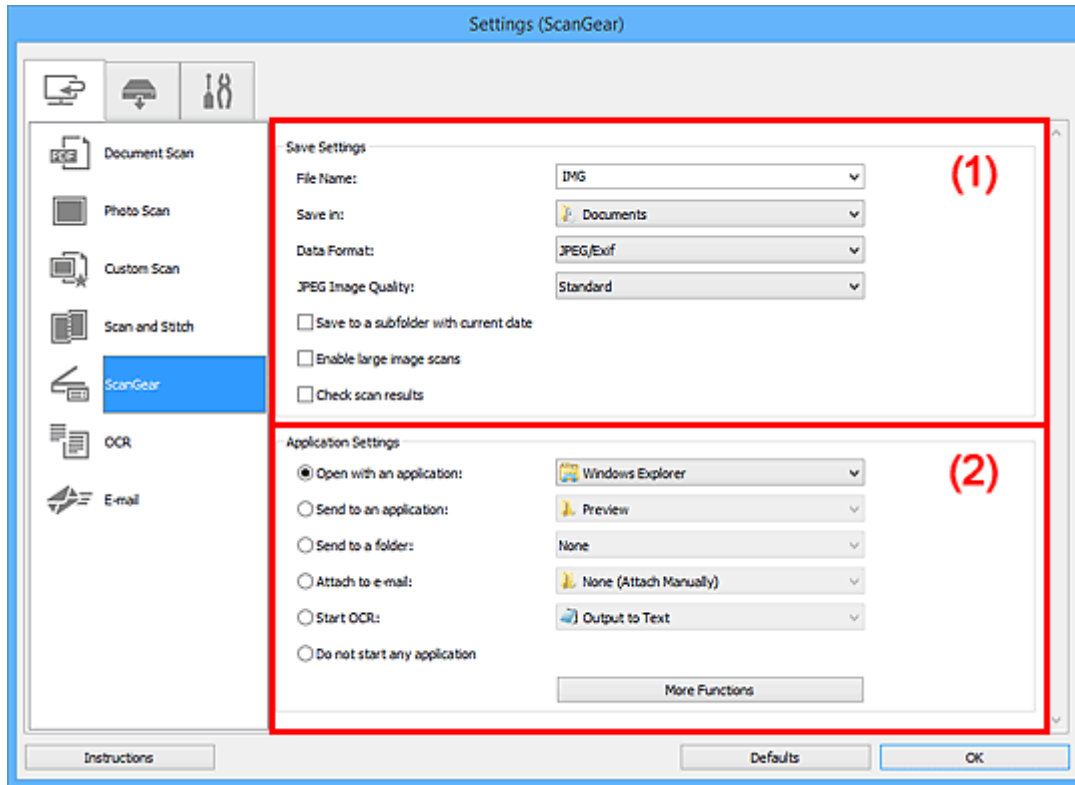 Settings (ScanGear)
Document Scan
Photo Scan
Custom Scan
Scan and Stitch
ScanGear
OCR
E-mail
Save Settings
(1)
File Name: IMG
Save in: Documents
Data Format: JPEG/Exif
JPEG Image Quality: Standard
Save to a subfolder with current date
Enable large image scans
Check scan results
Application Settings
(2)
Open with an application: Windows Explorer
Send to an application: Preview
Send to a folder: None
Attach to e-mail: None (Attach Manually)
Start OCR: Output to Text
Do not start any application
More Functions
Instructions Defaults OK